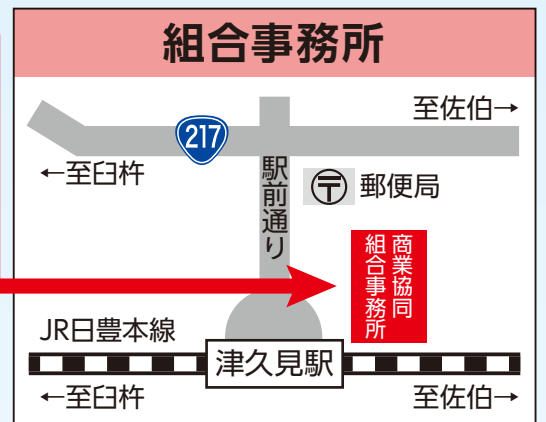 組合事務所
至佐伯→
217
←至臼杵
駅前通り
〒 郵便局
商業協同
組合事務所
JR日豊本線
津久見駅
←至臼杵
至佐伯→